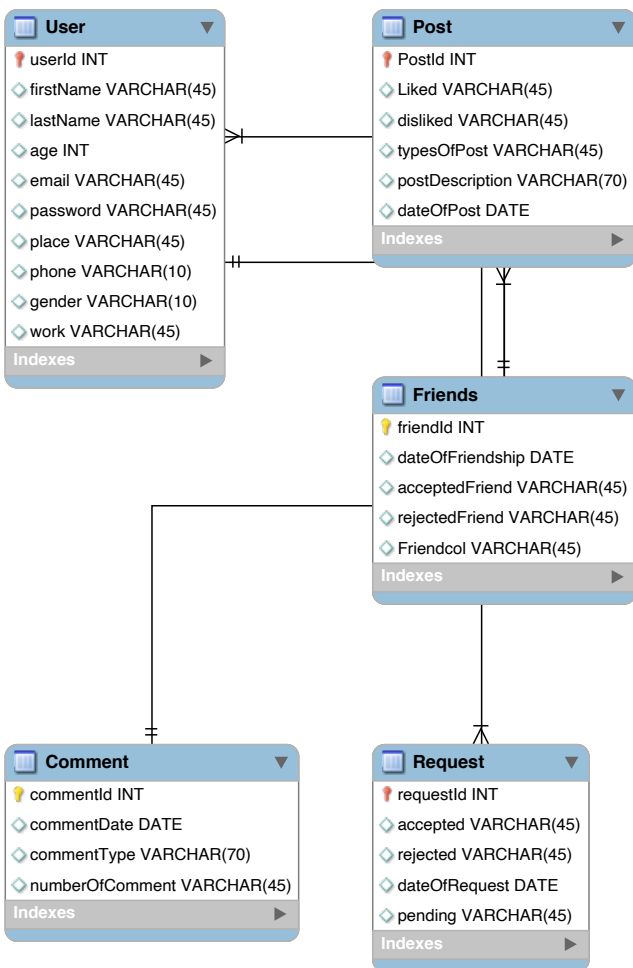 User
userId INT
firstName VARCHAR(45)
lastName VARCHAR(45)
age INT
email VARCHAR(45)
password VARCHAR(45)
place VARCHAR(45)
phone VARCHAR(10)
gender VARCHAR(10)
work VARCHAR(45)
Indexes
Post
PostId INT
Liked VARCHAR(45)
disliked VARCHAR(45)
typesOfPost VARCHAR(45)
postDescription VARCHAR(70)
dateOfPost DATE
Indexes
Friends
friendId INT
dateOfFriendship DATE
acceptedFriend VARCHAR(45)
rejectedFriend VARCHAR(45)
Friendcol VARCHAR(45)
Indexes
Comment
commentId INT
commentDate DATE
commentType VARCHAR(70)
numberOfComment VARCHAR(45)
Indexes
Request
requestId INT
accepted VARCHAR(45)
rejected VARCHAR(45)
dateOfRequest DATE
pending VARCHAR(45)
Indexes